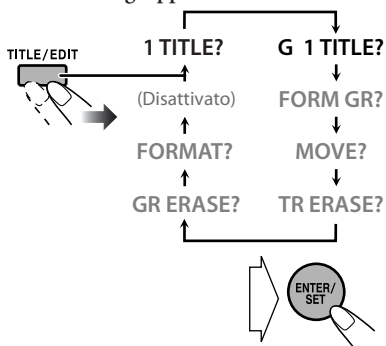 TITLE/EDIT
1 TITLE?
G 1 TITLE?
(Disattivato)
FORM GR?
FORMAT?
MOVE?
GR ERASE?
TR ERASE?
ENTER/
SET